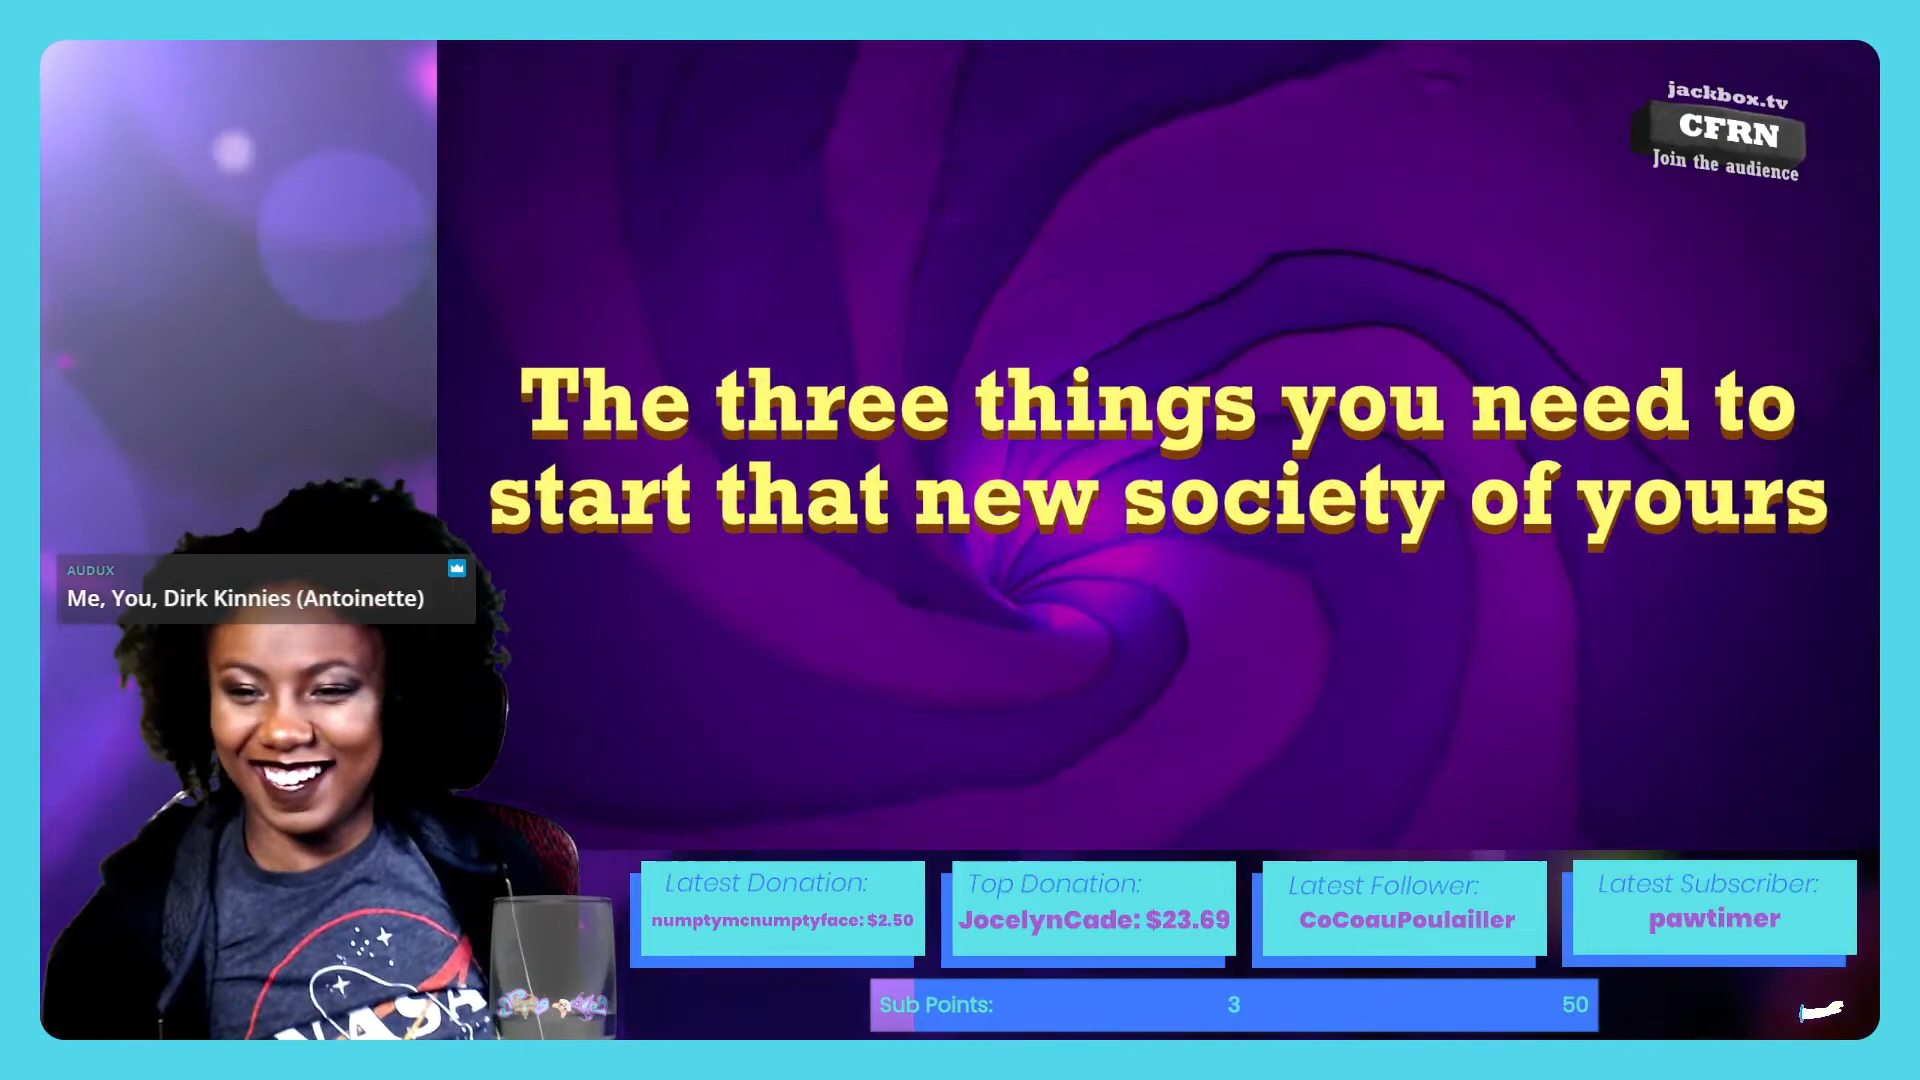 jackbox.tv
CFRN
Join the audience
The three things you need to
start that new society of yours
AUDUX
Me, You, Dirk Kinnies (Antoinette)
NASA
Latest Donation:
numptymcnumptyface: $2.50
Top Donation:
JocelynCade: $23.69
Latest Follower:
CoCoauPoulailler
Latest Subscriber:
pawtimer
Sub Points: 3 50